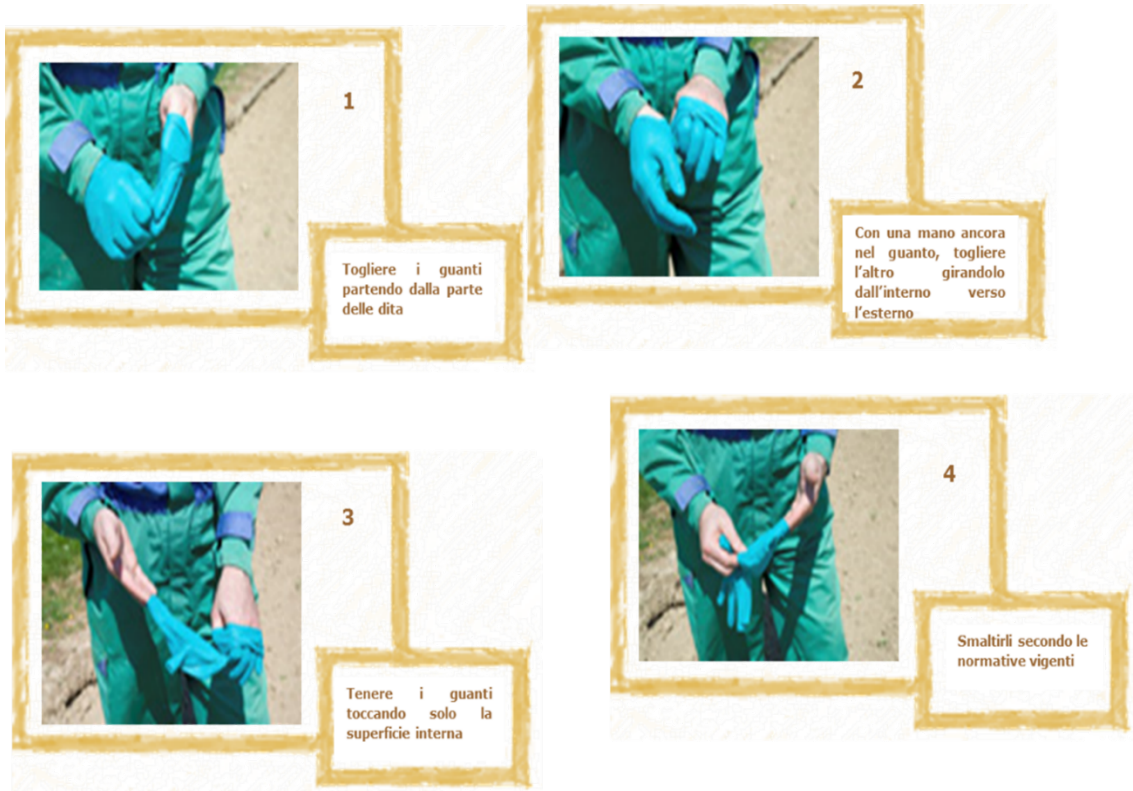 1
Togliere i guanti
partendo dalla parte
delle dita
2
Con una mano ancora
nel guanto, togliere
l'altro girandolo
dall'interno verso
l'esterno
3
Tenere i guanti
toccando solo la
superficie interna
4
Smaltirli secondo le
normative vigenti